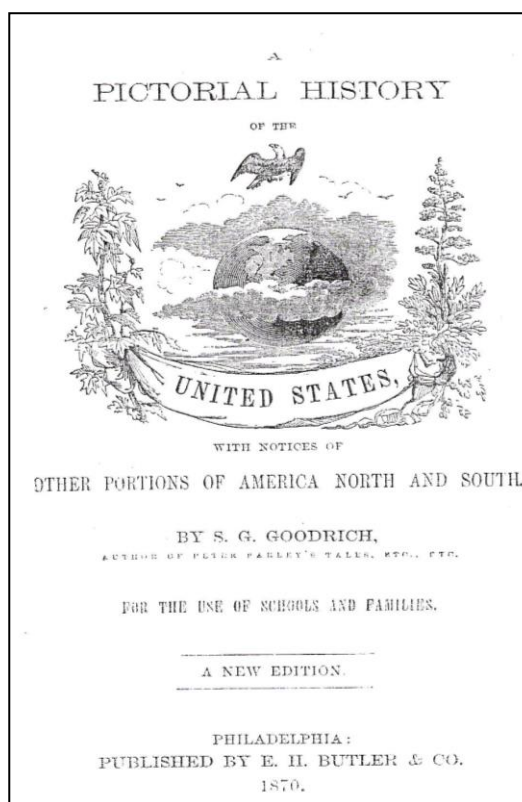 A
PICTORIAL HISTORY
OF THE
UNITED STATES,
WITH NOTICES OF
OTHER PORTIONS OF AMERICA NORTH AND SOUTH.
BY S. G. GOODRICH,
AUTHOR OF PETER PARLEY'S TALES, ETC., ETC.
FOR THE USE OF SCHOOLS AND FAMILIES.
A NEW EDITION.
PHILADELPHIA:
PUBLISHED BY E. H. BUTLER & CO.
1870.